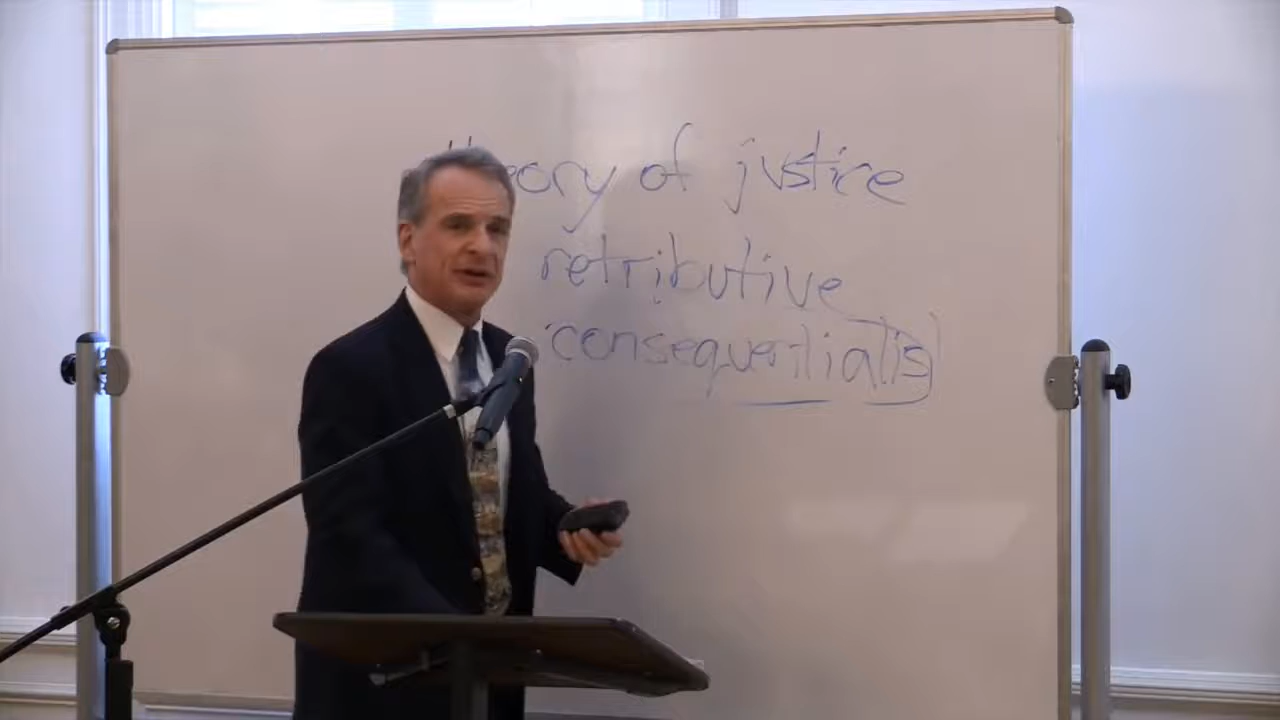 theory of justice
retributive
consequentialis